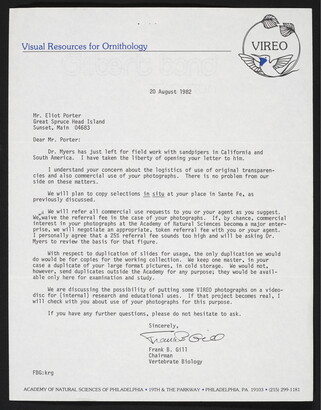 Visual Resources for Ornithology
VIREO
20 August 1982
Mr. Eliot Porter
Great Spruce Head Island
Sunset, Main 04683
Dear Mr. Porter:
Dr. Myers has just left for field work with sandpipers in California and
South America. I have taken the liberty of opening your letter to him.
I understand your concern about the logistics of use of original transparen-
cies and also commercial use of your photographs. There is no problem from our
side on these matters.
We will plan to copy selections in situ at your place in Sante Fe, as
previously discussed.
We will refer all commercial use requests to you or your agent as you suggest.
We waive the referral fee in the case of your photographs. If, by chance, commercial
interest in your photographs at the Academy of Natural Sciences becomes a major enter-
prise, we will negotiate an appropriate, token referral fee with you or your agent.
I personally agree that a 25% referral fee sounds too high and will be asking Dr.
Myers to review the basis for that figure.
With respect to duplication of slides for usage, the only duplication we would
do would be for copies for the working collection. We keep one master, in your
case a duplicate of your large format pictures, in cold storage. We would not,
however, send duplicates outside the Academy for any purpose; they would be avail-
able only here for examination and study.
We are discussing the possibility of putting some VIREO photographs on a video-
disc for (internal) research and educational uses. If that project becomes real, I
will check with you about use of your photographs for this purpose.
If you have any further questions, please do not hesitate to ask.
Sincerely,
Frank B. Gill
Frank B. Gill
Chairman
Vertebrate Biology
FBG:krg
ACADEMY OF NATURAL SCIENCES OF PHILADELPHIA • 19TH & THE PARKWAY • PHILADELPHIA, PA. 19103 • (215) 299-1181